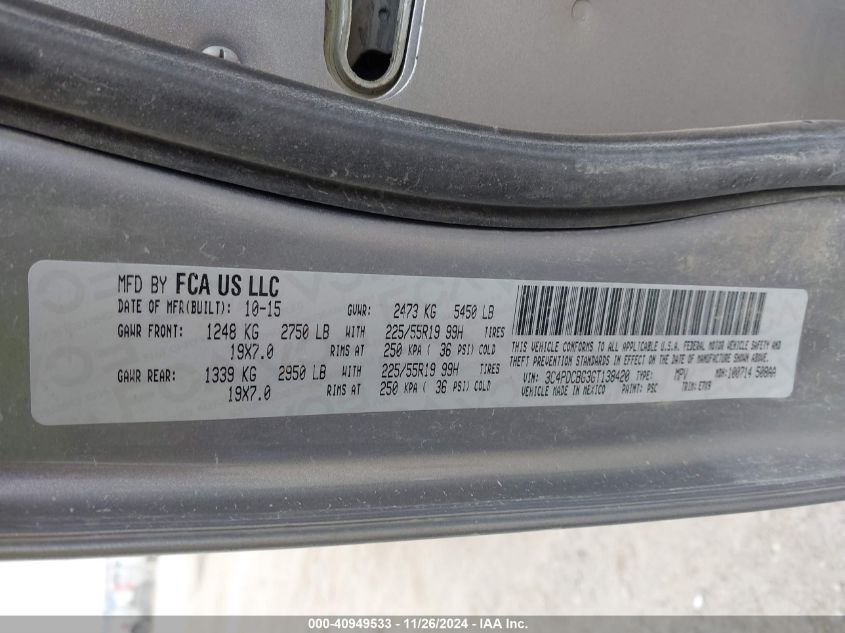 MFD BY FCA US LLC
DATE OF MFR(BUILT): 10-15 GVWR: 2473 KG 5450 LB
GAWR FRONT: 1248 KG 2750 LB WITH 225/55R19 99H TIRES
19X7.0 RIMS AT 250 KPA ( 36 PSI) COLD
GAWR REAR: 1339 KG 2950 LB WITH 225/55R19 99H TIRES
19X7.0 RIMS AT 250 KPA ( 36 PSI) COLD
THIS VEHICLE CONFORMS TO ALL APPLICABLE U.S.A. FEDERAL MOTOR VEHICLE SAFETY AND
THEFT PREVENTION STANDARDS IN EFFECT ON THE DATE OF MANUFACTURE SHOWN ABOVE.
VIN: 3C4PDCBG3GT138420 TYPE: MPV MDH:100714 508AA
VEHICLE MADE IN MEXICO PAINT: PSC TRIM: E7X9
000-40949533 - 11/26/2024 - IAA Inc.